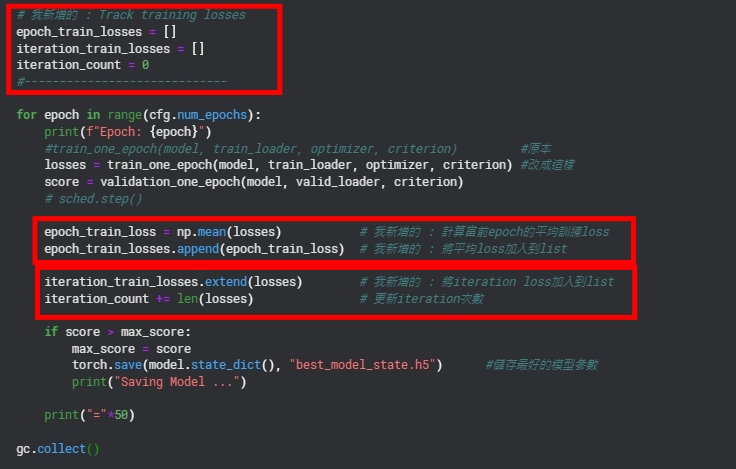 # 我新增的 : Track training losses
epoch_train_losses = []
iteration_train_losses = []
iteration_count = 0
#-----------------------------
for epoch in range(cfg.num_epochs):
    print(f"Epoch: {epoch}")
    #train_one_epoch(model, train_loader, optimizer, criterion)         #原本
    losses = train_one_epoch(model, train_loader, optimizer, criterion) #改成這樣
    score = validation_one_epoch(model, valid_loader, criterion)
    # sched.step()
    epoch_train_loss = np.mean(losses)           # 我新增的 : 計算當前epoch的平均訓練loss
    epoch_train_losses.append(epoch_train_loss)  # 我新增的 : 將平均loss加入到list
    iteration_train_losses.extend(losses)        # 我新增的 : 將iteration loss加入到list
    iteration_count += len(losses)               # 更新iteration次數
    if score > max_score:
        max_score = score
        torch.save(model.state_dict(), "best_model_state.h5")      #儲存最好的模型參數
        print("Saving Model ...")
    print("="*50)
gc.collect()